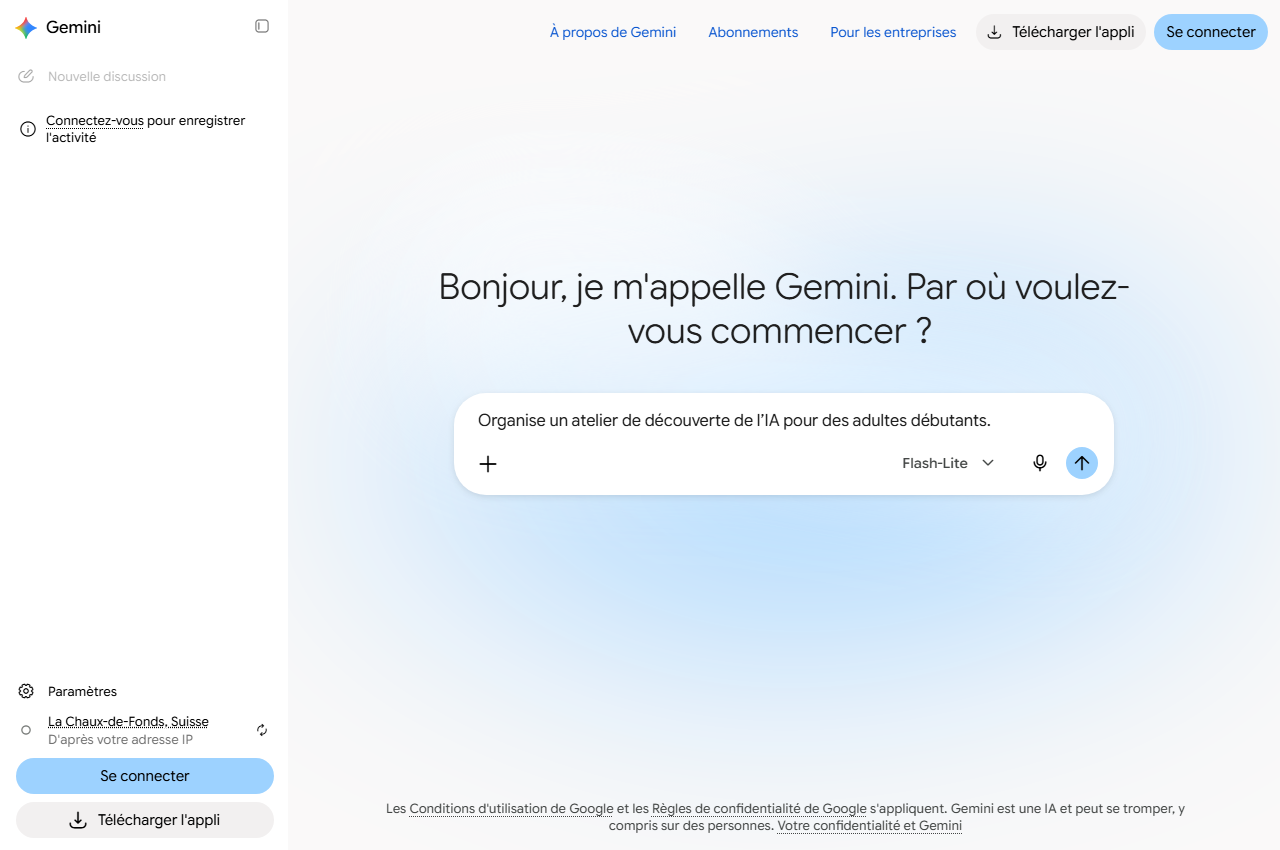 Gemini
À propos de Gemini
Abonnements
Pour les entreprises
Télécharger l'appli
Se connecter
Nouvelle discussion
Connectez-vous pour enregistrer
l'activité
Bonjour, je m'appelle Gemini. Par où voulez-
vous commencer ?
Organise un atelier de découverte de l’IA pour des adultes débutants.
Flash-Lite
Paramètres
La Chaux-de-Fonds, Suisse
D'après votre adresse IP
Se connecter
Télécharger l'appli
Les Conditions d'utilisation de Google et les Règles de confidentialité de Google s'appliquent. Gemini est une IA et peut se tromper, y
compris sur des personnes. Votre confidentialité et Gemini